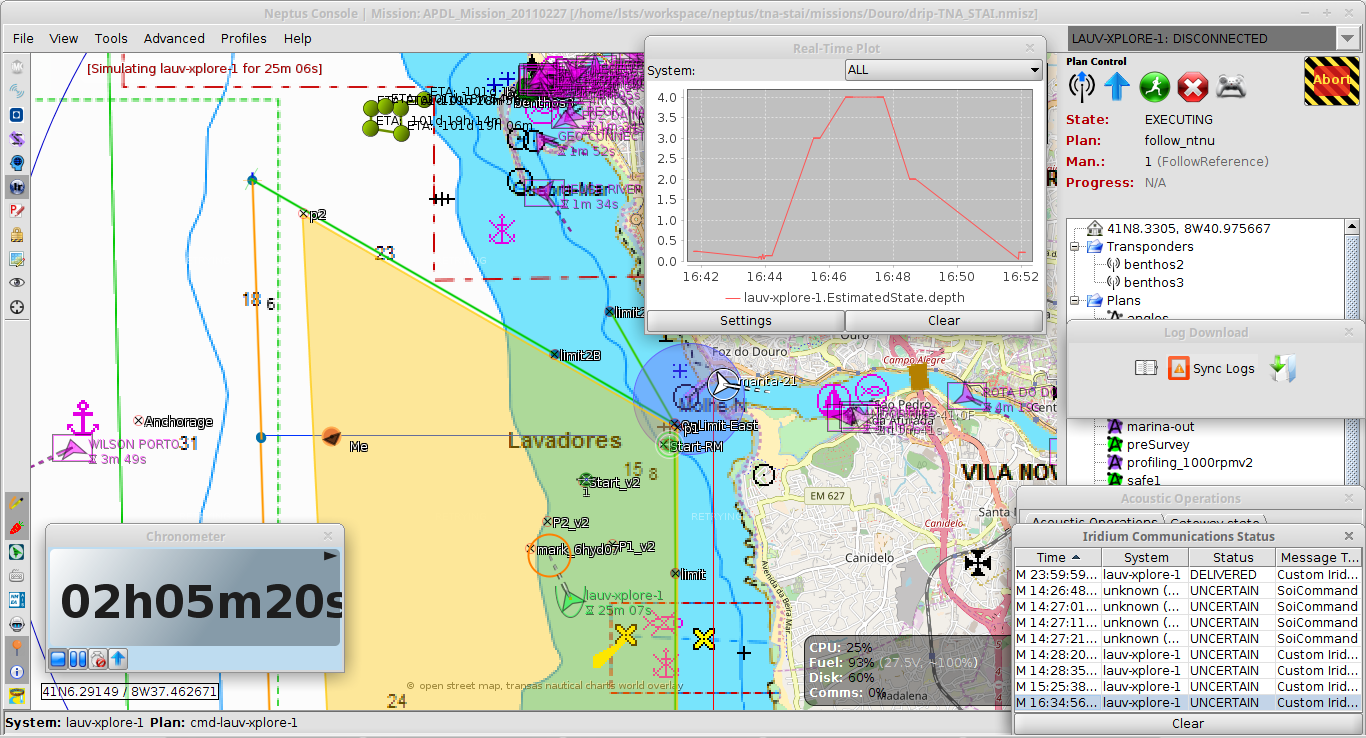 Neptus Console | Mission: APDL_Mission_20110227 [/home/lsts/workspace/neptus/tna-stai/missions/Douro/drip-TNA_STAI.nmisz]
File View Tools Advanced Profiles Help
LAUV-XPLORE-1: DISCONNECTED
[Simulating lauv-xplore-1 for 25m 06s]
Real-Time Plot
System: ALL
4.0
3.5
3.0
2.5
2.0
1.5
1.0
0.5
0.0
16:42 16:44 16:46 16:48 16:50 16:52
lauv-xplore-1.EstimatedState.depth
Settings Clear
Plan Control
Abort
State: EXECUTING
Plan: follow_ntnu
Man.: 1 (FollowReference)
Progress: N/A
41N8.3305, 8W40.975667
Transponders
benthos2
benthos3
Plans
angles
Log Download
Sync Logs
marina-out
preSurvey
profiling_1000rpmv2
safe1
ETA: 101d 19h 14m
ETA: 101d 19h 06m
1m 52s
1m 34s
p2
23
18
6
limit2B
Anchorage
WILSON PORTO
3m 49s
31
Me
Lavadores
15
8
Foz do Douro
Ouro
Campo Alegre
manta-21
Limit-East
Start-RM
Start_v2
1
P2_v2
P1_v2
mark_6hyd07
limit
lauv-xplore-1
25m 07s
São Pedro
da Afurada
ROTA DO D
EM 627
VILA NOV
Santa
Canidelo
Canidelo
Avenida da Beira Mar
Madalena
24
Chronometer
02h05m20s
41N6.29149 / 8W37.462671
© open street map, transas nautical charts world overlay
CPU: 25%
Fuel: 93% (27.5V, ~100%)
Disk: 60%
Comms: 0%
Acoustic Operations
Acoustic Operations Gateway state
Iridium Communications Status
Time System Status Message T...
M 23:59:59... lauv-xplore-1 DELIVERED Custom Irid...
M 14:26:48... unknown (... UNCERTAIN SoiCommand
M 14:27:01... unknown (... UNCERTAIN SoiCommand
M 14:27:11... unknown (... UNCERTAIN SoiCommand
M 14:27:21... unknown (... UNCERTAIN SoiCommand
M 14:28:20... lauv-xplore-1 UNCERTAIN Custom Irid...
M 14:28:35... lauv-xplore-1 UNCERTAIN Custom Irid...
M 15:25:38... lauv-xplore-1 UNCERTAIN Custom Irid...
M 16:34:56... lauv-xplore-1 UNCERTAIN Custom Irid...
Clear
System: lauv-xplore-1 Plan: cmd-lauv-xplore-1